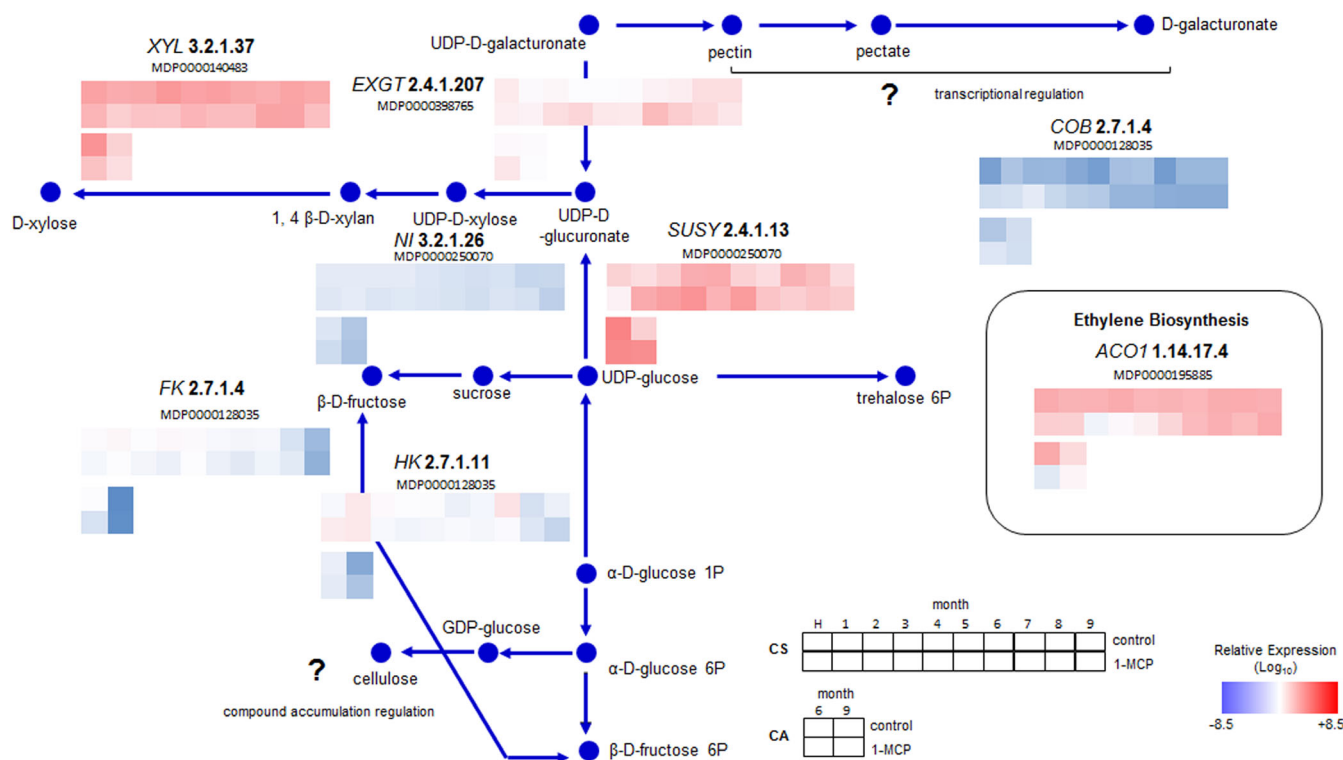 D-galacturonate
UDP-D-galacturonate
pectin
pectate
XYL 3.2.1.37
MDP0000140483
EXGT 2.4.1.207
MDP0000398765
?
transcriptional regulation
COB 2.7.1.4
MDP0000128035
D-xylose
1, 4 β-D-xylan
UDP-D-xylose
UDP-D
-glucuronate
NI 3.2.1.26
MDP0000250070
SUSY 2.4.1.13
MDP0000250070
Ethylene Biosynthesis
ACO1 1.14.17.4
MDP0000195885
FK 2.7.1.4
MDP0000128035
β-D-fructose
sucrose
UDP-glucose
trehalose 6P
HK 2.7.1.11
MDP0000128035
α-D-glucose 1P
GDP-glucose
?
cellulose
α-D-glucose 6P
compound accumulation regulation
β-D-fructose 6P
month
H 1 2 3 4 5 6 7 8 9
CS
control
1-MCP
month
6 9
CA
control
1-MCP
Relative Expression
(Log10)
-8.5
+8.5